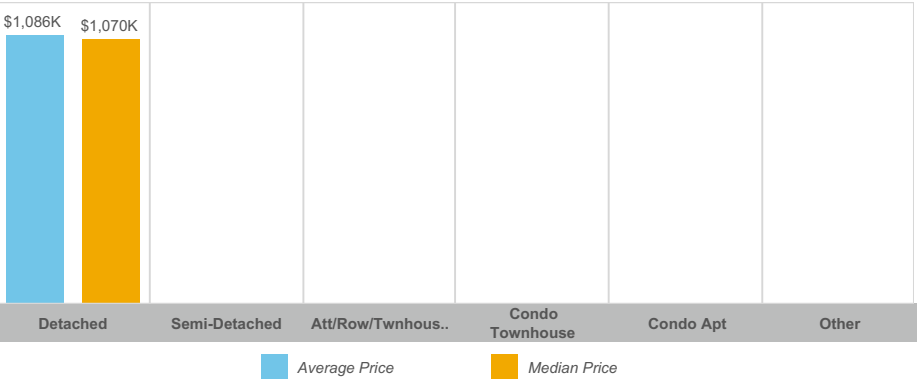 $1,086K
$1,070K
Detached
Semi-Detached
Att/Row/Twnhous..
Condo
Townhouse
Condo Apt
Other
Average Price
Median Price